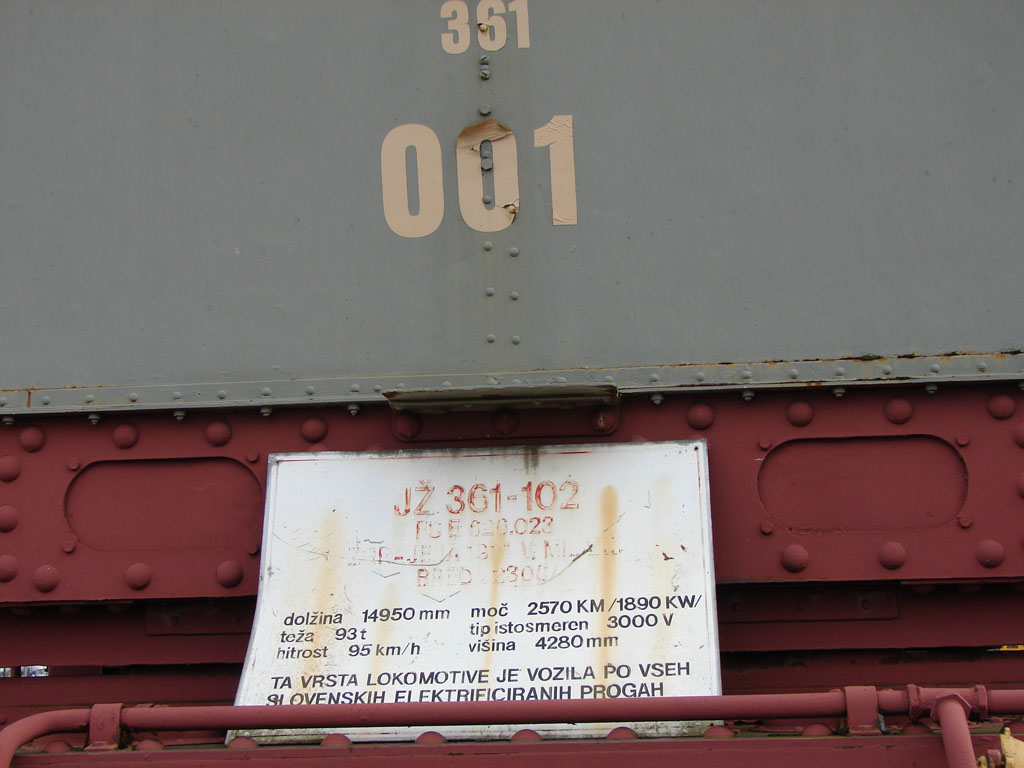 361
001
JŽ 361-102
dolžina 14950 mm moč 2570 KM /1890 KW/
teža 93 t tip istosmeren 3000 V
hitrost 95 km/h višina 4280 mm
TA VRSTA LOKOMOTIVE JE VOZILA PO VSEH
SLOVENSKIH ELEKTRIFICIRANIH PROGAH